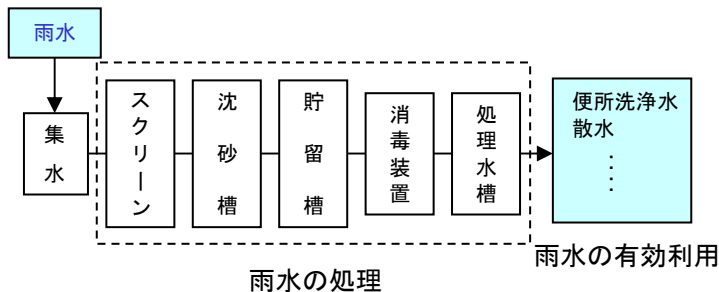 雨水
集水
スクリーン
沈砂槽
貯留槽
消毒装置
処理水槽
便所洗浄水
散水
︙
雨水の有効利用
雨水の処理